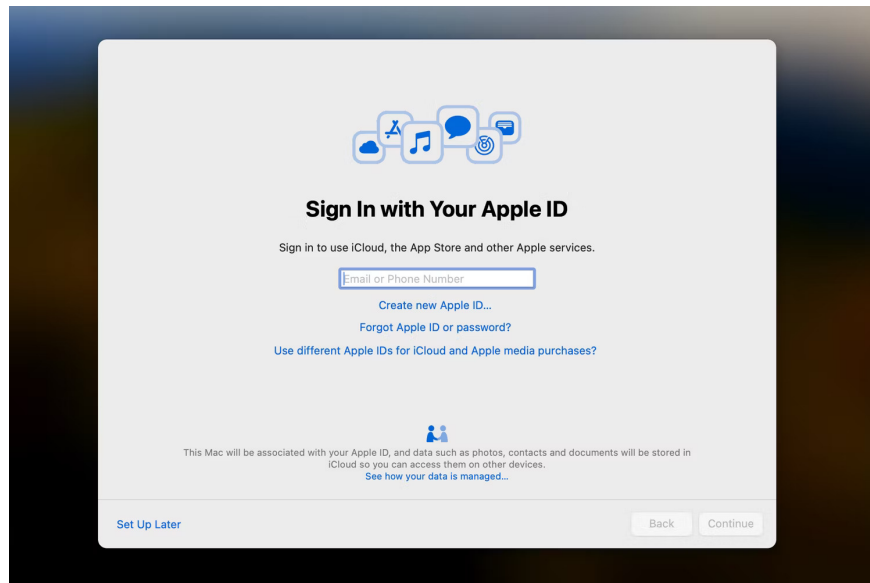 Sign In with Your Apple ID
Sign in to use iCloud, the App Store and other Apple services.
Email or Phone Number
Create new Apple ID...
Forgot Apple ID or password?
Use different Apple IDs for iCloud and Apple media purchases?
This Mac will be associated with your Apple ID, and data such as photos, contacts and documents will be stored in
iCloud so you can access them on other devices.
See how your data is managed...
Set Up Later
Back
Continue